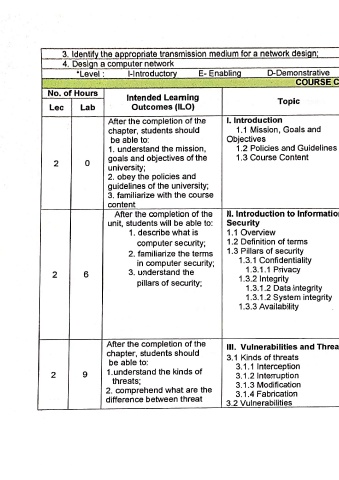 3. Identify the appropriate transmission medium for a network design;
4. Design a computer network
*Level : I-Introductory E- Enabling D-Demonstrative
COURSE C
No. of Hours
Intended Learning
Outcomes (ILO)
Topic
Lec Lab
After the completion of the
chapter, students should
be able to:
1. understand the mission,
goals and objectives of the
university;
2. obey the policies and
guidelines of the university;
3. familiarize with the course
content
2 0
I. Introduction
1.1 Mission, Goals and
Objectives
1.2 Policies and Guidelines
1.3 Course Content
After the completion of the
unit, students will be able to:
1. describe what is
computer security;
2. familiarize the terms
in computer security;
3. understand the
pillars of security;
2 6
II. Introduction to Informatio
Security
1.1 Overview
1.2 Definition of terms
1.3 Pillars of security
1.3.1 Confidentiality
1.3.1.1 Privacy
1.3.2 Integrity
1.3.1.2 Data integrity
1.3.1.2 System integrity
1.3.3 Availability
After the completion of the
chapter, students should
be able to:
1.understand the kinds of
threats;
2. comprehend what are the
difference between threat
2 9
III. Vulnerabilities and Threa
3.1 Kinds of threats
3.1.1 Interception
3.1.2 Interruption
3.1.3 Modification
3.1.4 Fabrication
3.2 Vulnerabilities